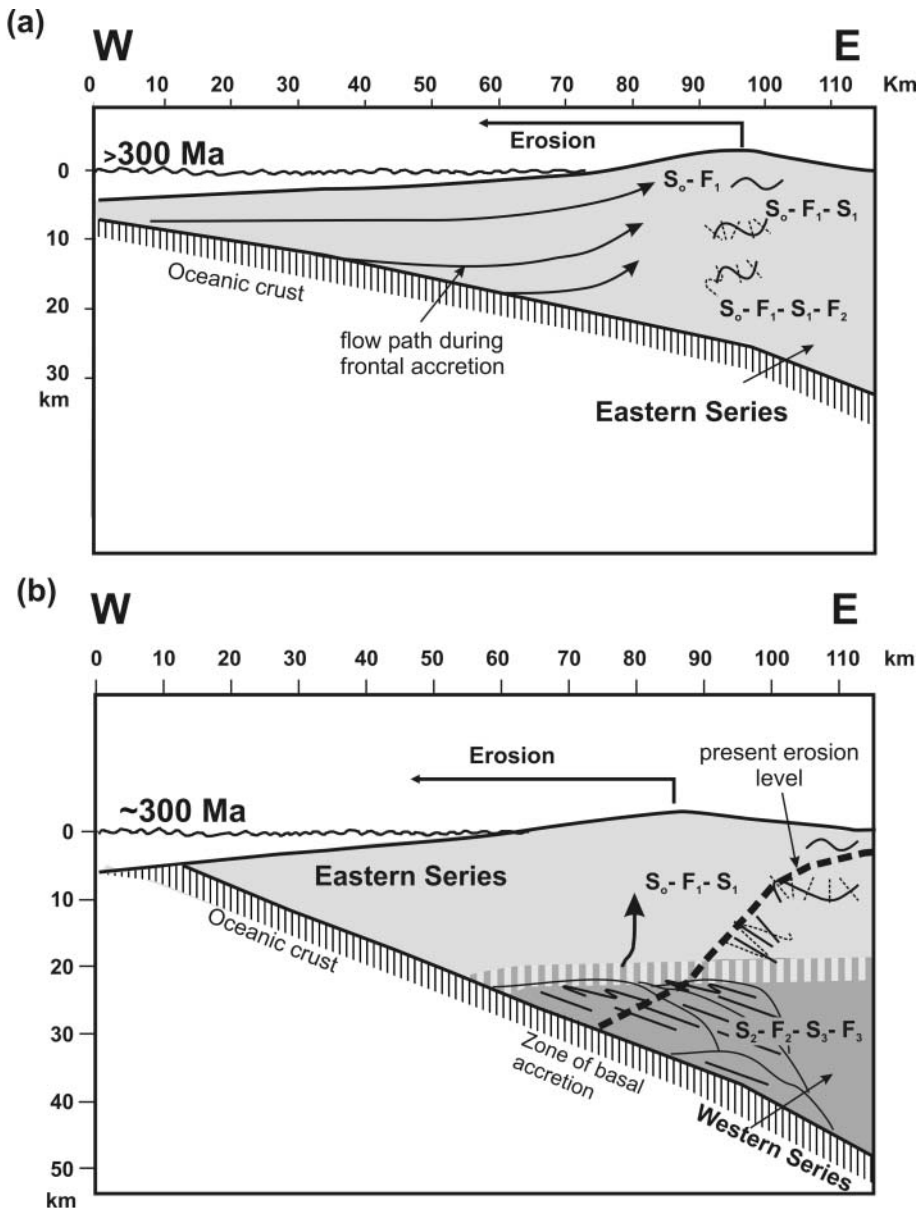 (a)
W E
0 10 20 30 40 50 60 70 80 90 100 110 Km
Erosion
>300 Ma
0
10
20
30
km
Sₒ- F₁
Sₒ- F₁- S₁
Sₒ- F₁- S₁- F₂
Oceanic crust
flow path during
frontal accretion
Eastern Series
(b)
W E
0 10 20 30 40 50 60 70 80 90 100 110 km
Erosion
present erosion
level
~300 Ma
0
10
20
30
40
50
km
Eastern Series
Sₒ- F₁- S₁
Oceanic crust
S₂- F₂- S₃- F₃
Zone of basal
accretion
Western Series